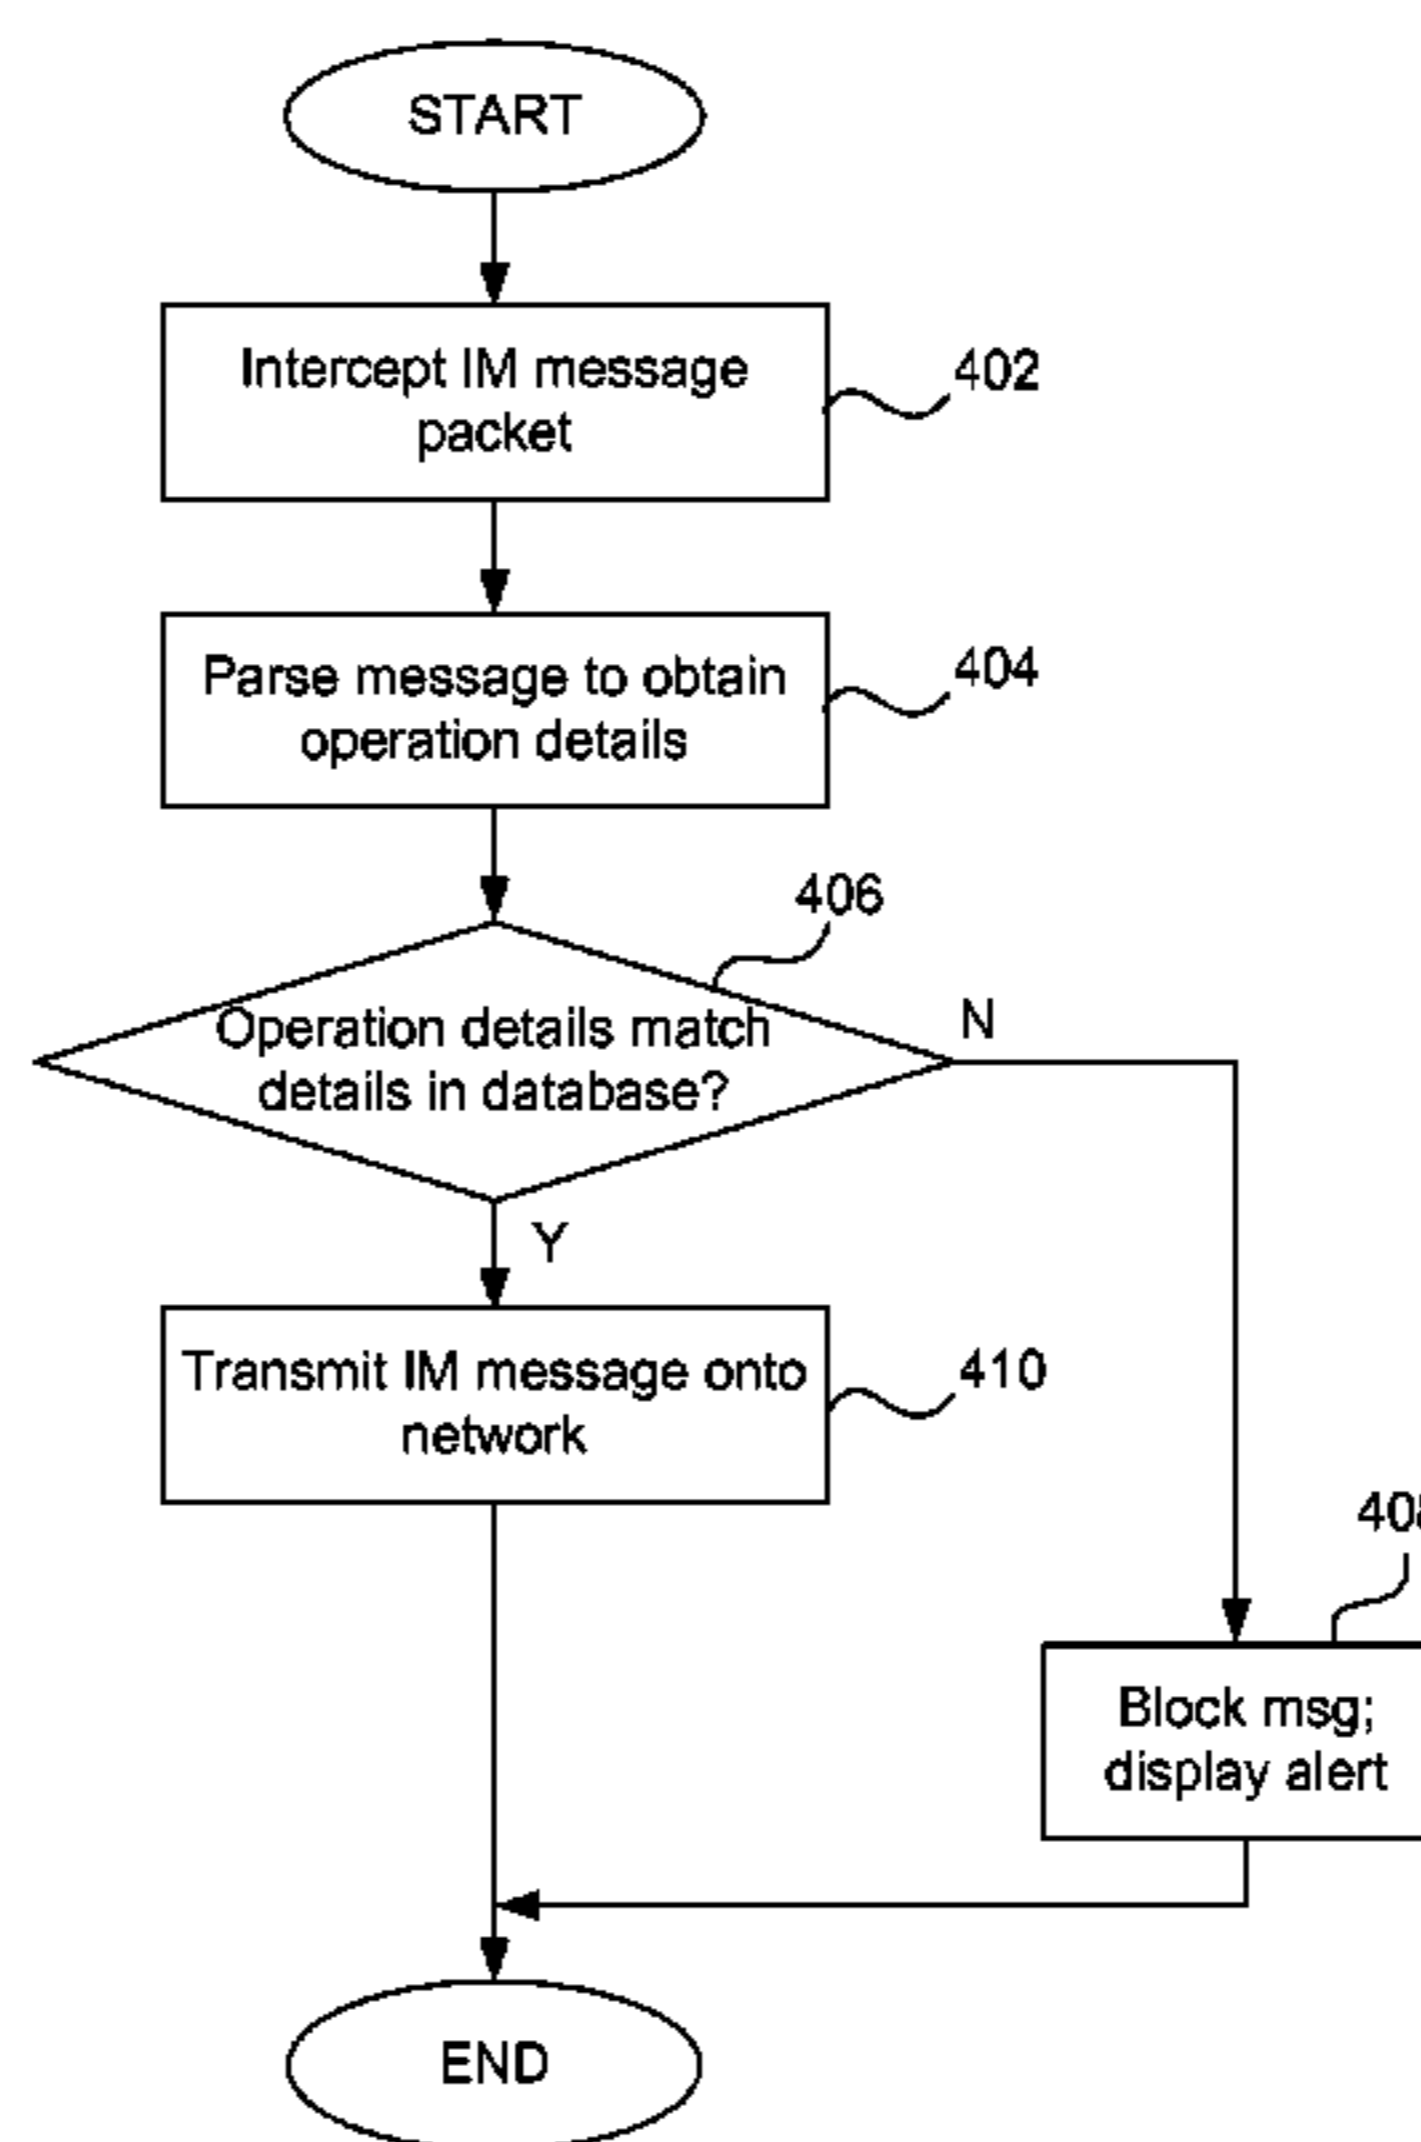 START
Intercept IM message
packet
402
Parse message to obtain
operation details
404
406
Operation details match
details in database?
N
Y
Transmit IM message onto
network
410
Block msg;
display alert
END